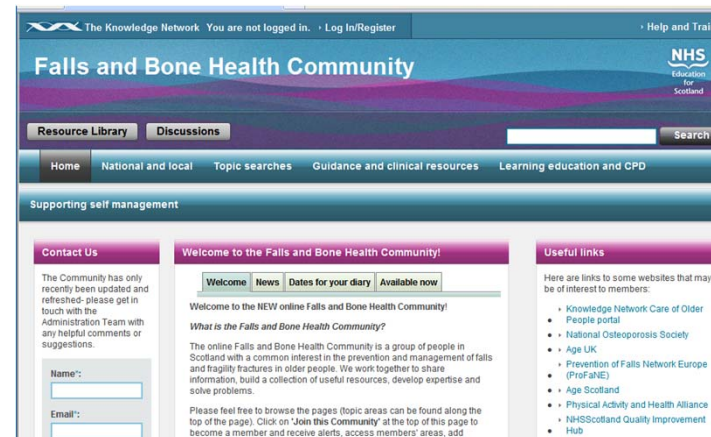 The Knowledge Network You are not logged in. Log In/Register
Help and Trai
Falls and Bone Health Community
NHS
Education
for
Scotland
Resource Library Discussions
Search
Home National and local Topic searches Guidance and clinical resources Learning education and CPD
Supporting self management
Contact Us
The Community has only
recently been updated and
refreshed- please get in
touch with the
Administration Team with
any helpful comments or
suggestions.
Name*:
Email*:
Welcome to the Falls and Bone Health Community!
Welcome News Dates for your diary Available now
Welcome to the NEW online Falls and Bone Health Community!
What is the Falls and Bone Health Community?
The online Falls and Bone Health Community is a group of people in
Scotland with a common interest in the prevention and management of falls
and fragility fractures in older people. We work together to share
information, build a collection of useful resources, develop expertise and
solve problems.
Please feel free to browse the pages (topic areas can be found along the
top of the page). Click on 'Join this Community' at the top of this page to
become a member and receive alerts, access members' areas, add
Useful links
Here are links to some websites that may
be of interest to members:
Knowledge Network Care of Older
People portal
National Osteoporosis Society
Age UK
Prevention of Falls Network Europe
(ProFaNE)
Age Scotland
Physical Activity and Health Alliance
NHSScotland Quality Improvement
Hub